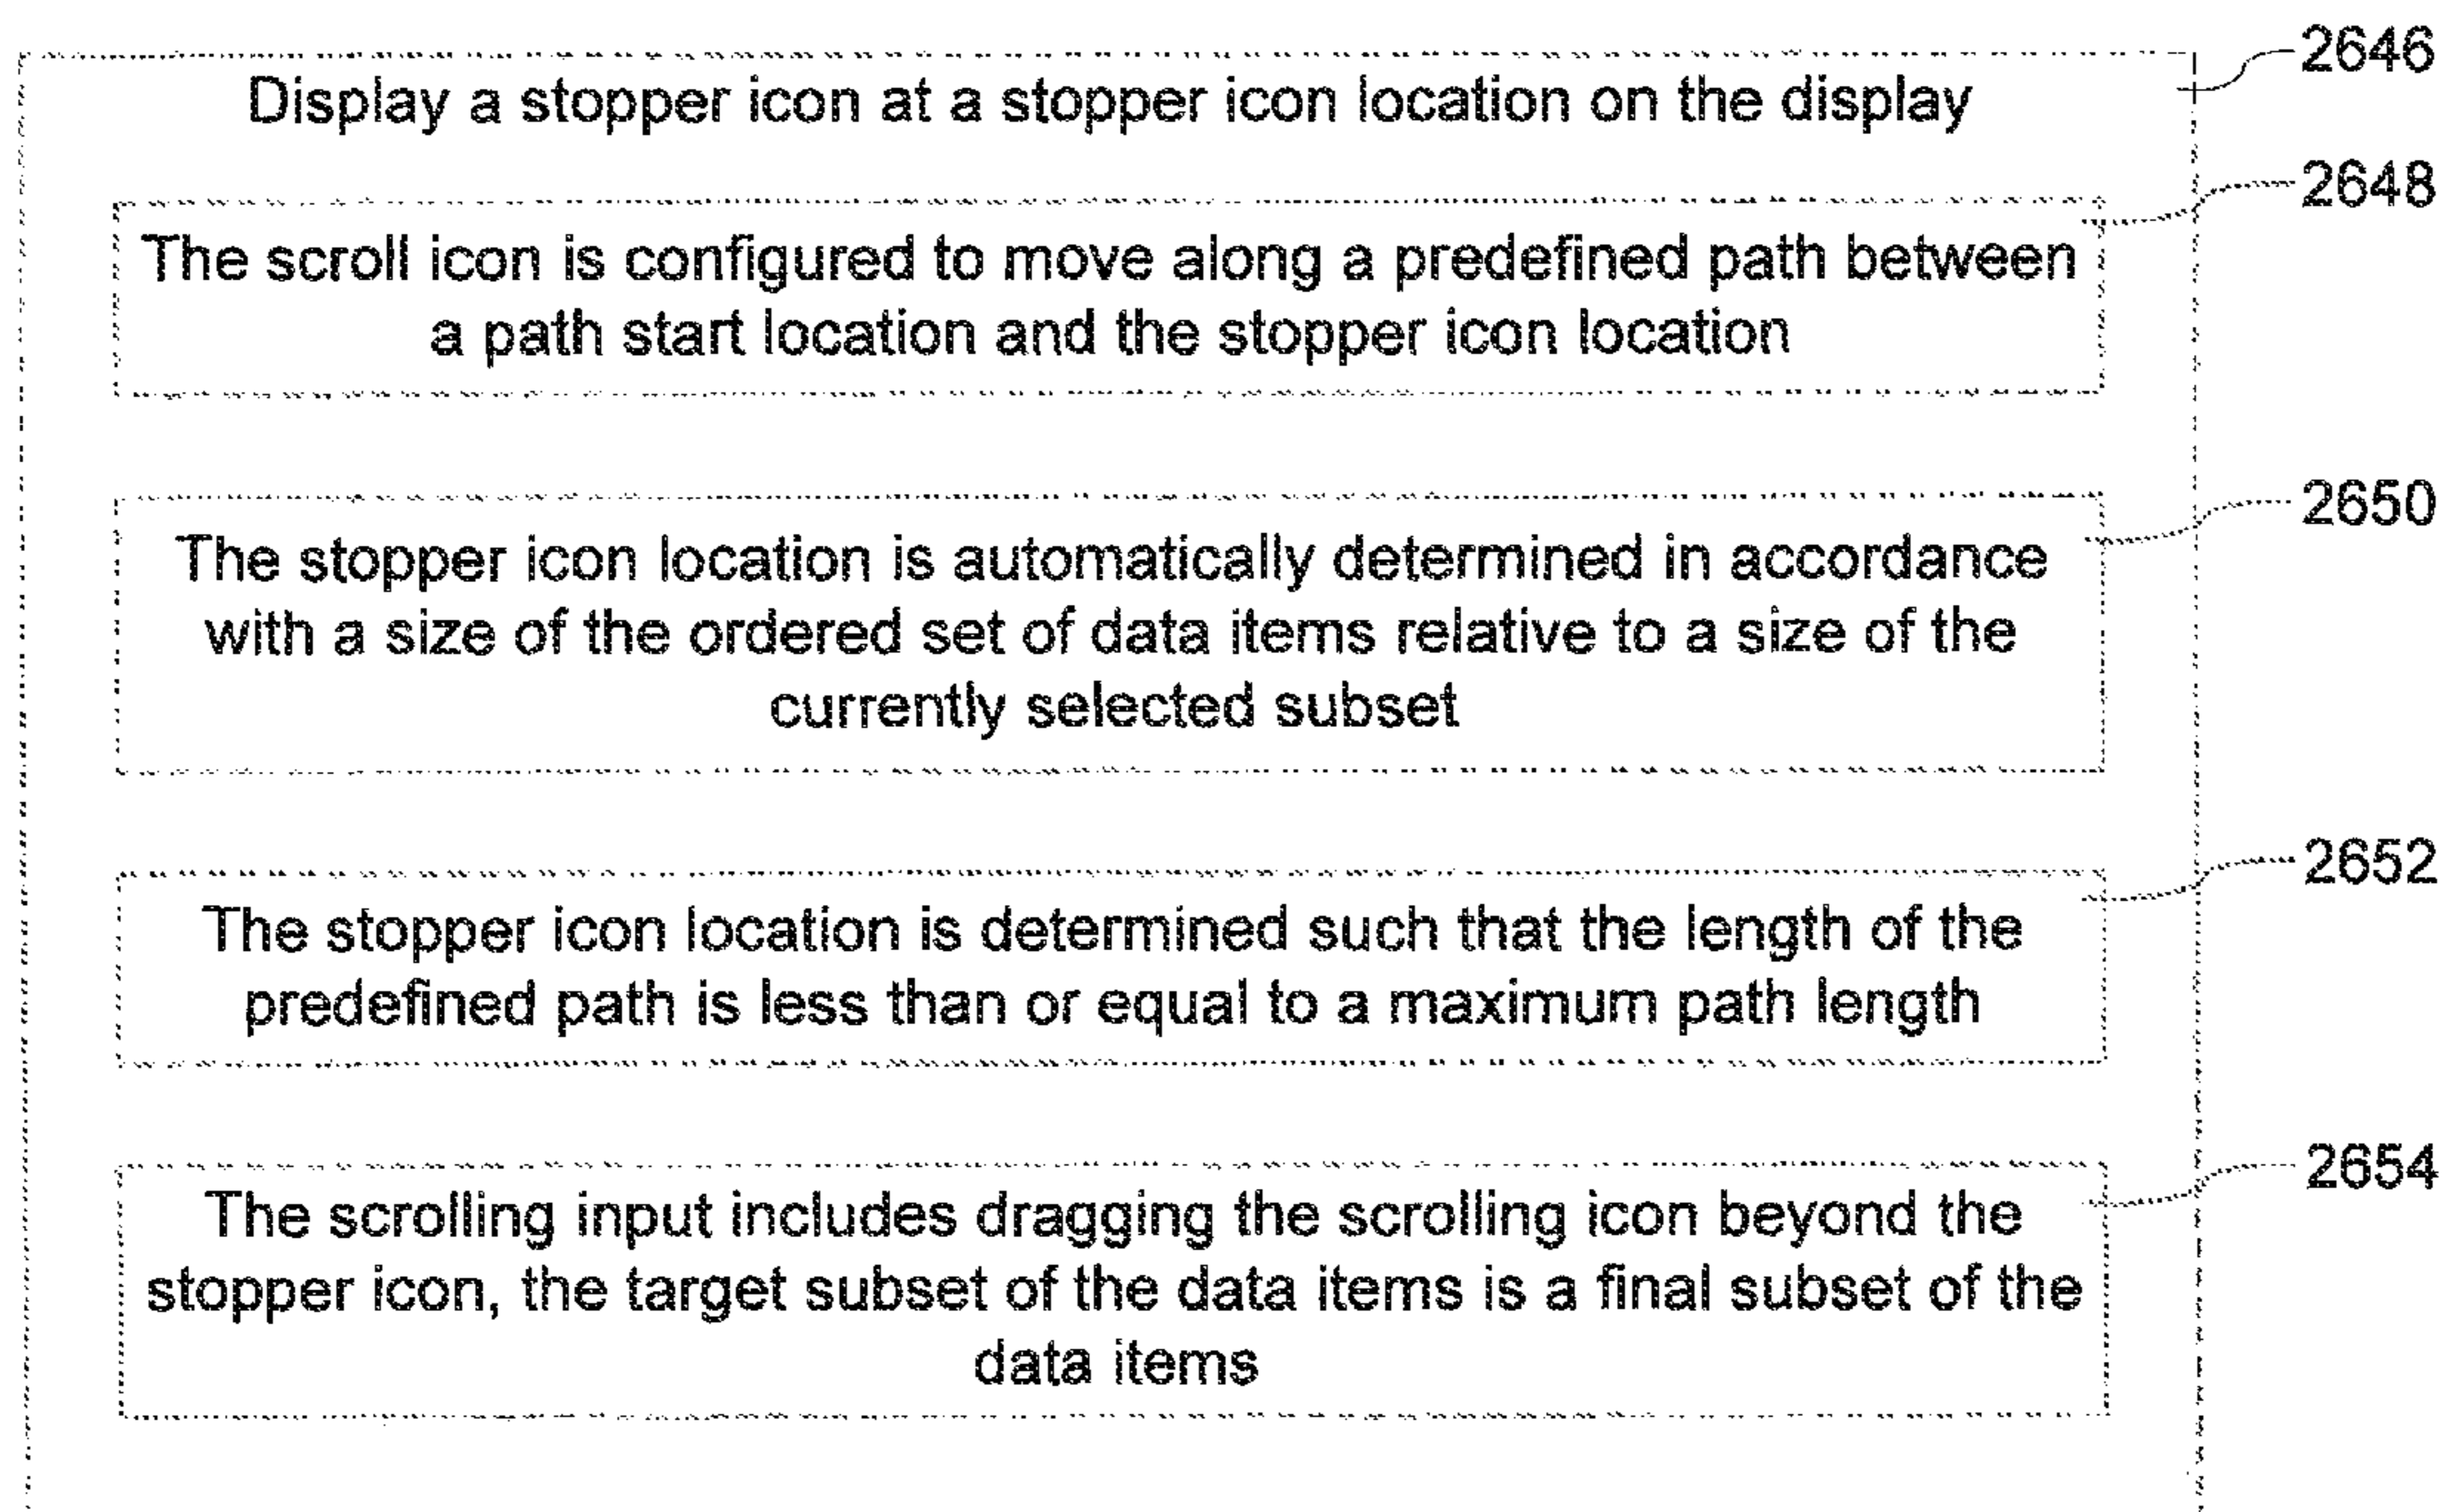 2646
Display a stopper icon at a stopper icon location on the display
2648
The scroll icon is configured to move along a predefined path between
a path start location and the stopper icon location
2650
The stopper icon location is automatically determined in accordance
with a size of the ordered set of data items relative to a size of the
currently selected subset
2652
The stopper icon location is determined such that the length of the
predefined path is less than or equal to a maximum path length
2654
The scrolling input includes dragging the scrolling icon beyond the
stopper icon, the target subset of the data items is a final subset of the
data items